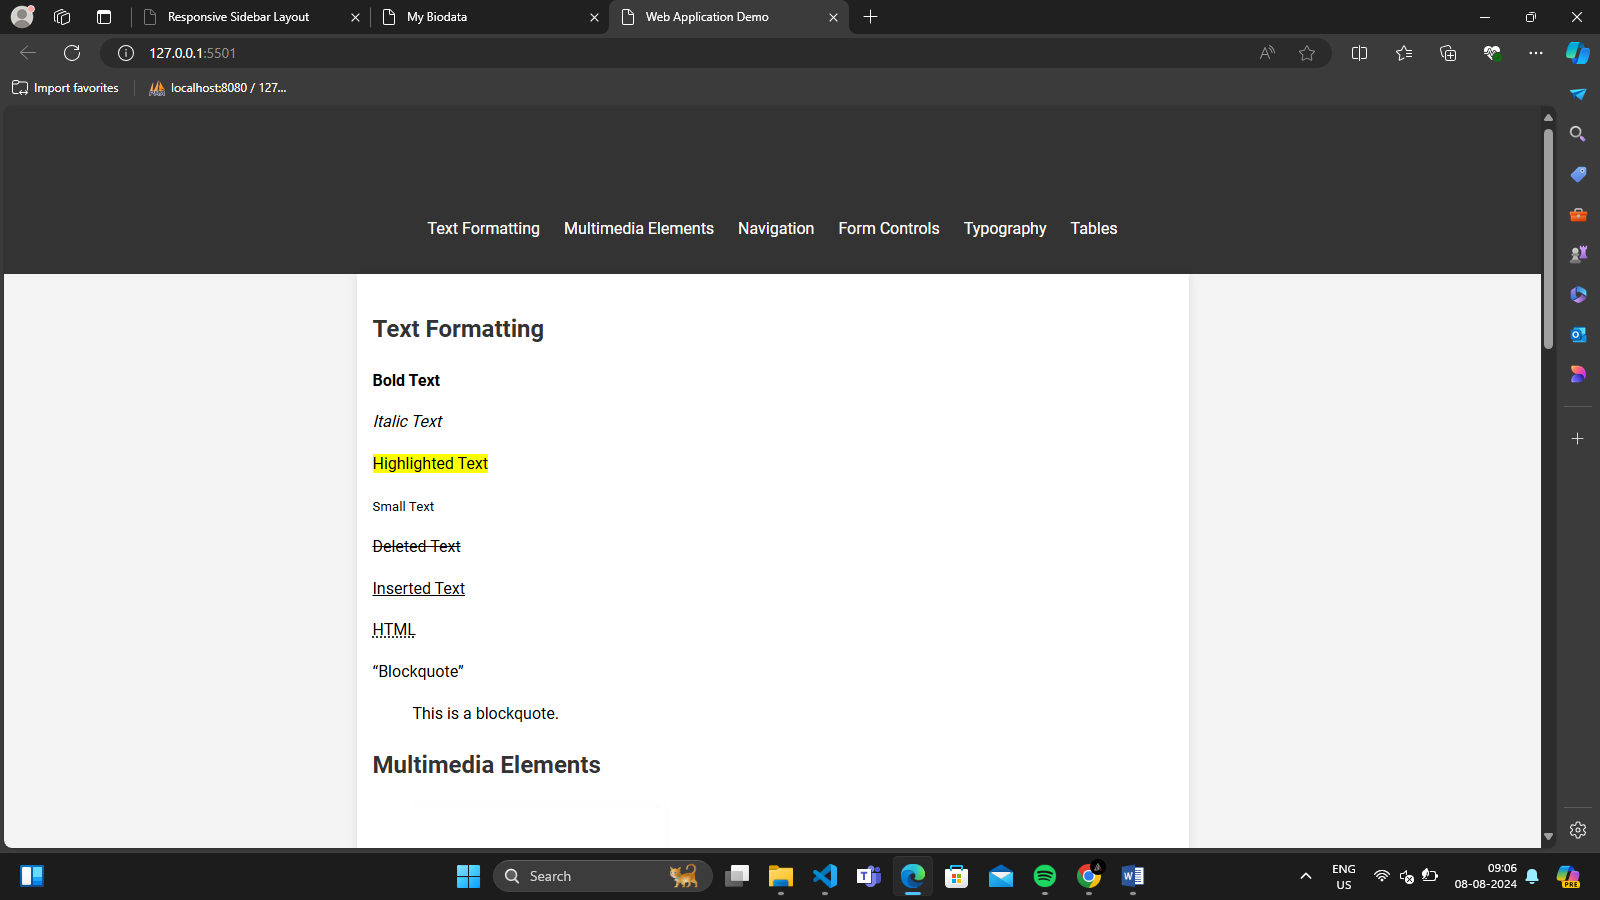 Responsive Sidebar Layout
My Biodata
Web Application Demo
127.0.0.1:5501
Import favorites
localhost:8080 / 127...
Text Formatting
Multimedia Elements
Navigation
Form Controls
Typography
Tables
Text Formatting
Bold Text
Italic Text
Highlighted Text
Small Text
Deleted Text
Inserted Text
HTML
“Blockquote”
This is a blockquote.
Multimedia Elements
Search
ENG
US
09:06
08-08-2024
PRE